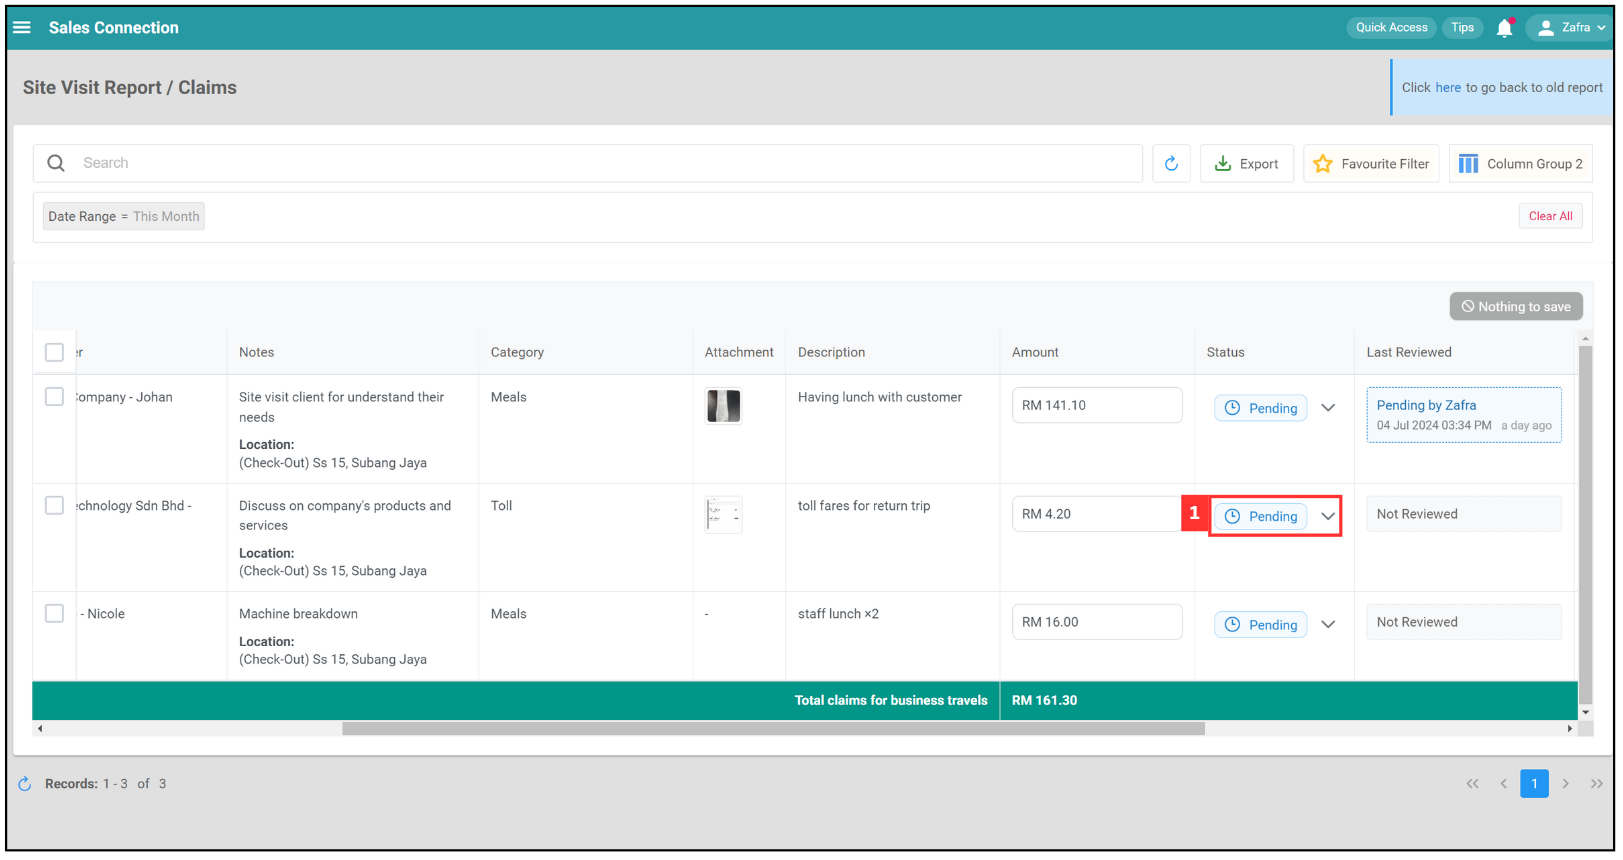 Sales Connection
Quick Access
Tips
Zafra
Site Visit Report / Claims
Click here to go back to old report
Search
Export
Favourite Filter
Column Group 2
Date Range = This Month
Clear All
Nothing to save
er
Notes
Category
Attachment
Description
Amount
Status
Last Reviewed
Company - Johan
Site visit client for understand their
needs
Location:
(Check-Out) Ss 15, Subang Jaya
Meals
Having lunch with customer
RM 141.10
Pending
Pending by Zafra
04 Jul 2024 03:34 PM a day ago
echnology Sdn Bhd -
Discuss on company's products and
services
Location:
(Check-Out) Ss 15, Subang Jaya
Toll
toll fares for return trip
RM 4.20
1
Pending
Not Reviewed
- Nicole
Machine breakdown
Location:
(Check-Out) Ss 15, Subang Jaya
Meals
-
staff lunch ×2
RM 16.00
Pending
Not Reviewed
Total claims for business travels
RM 161.30
Records: 1 - 3 of 3
1